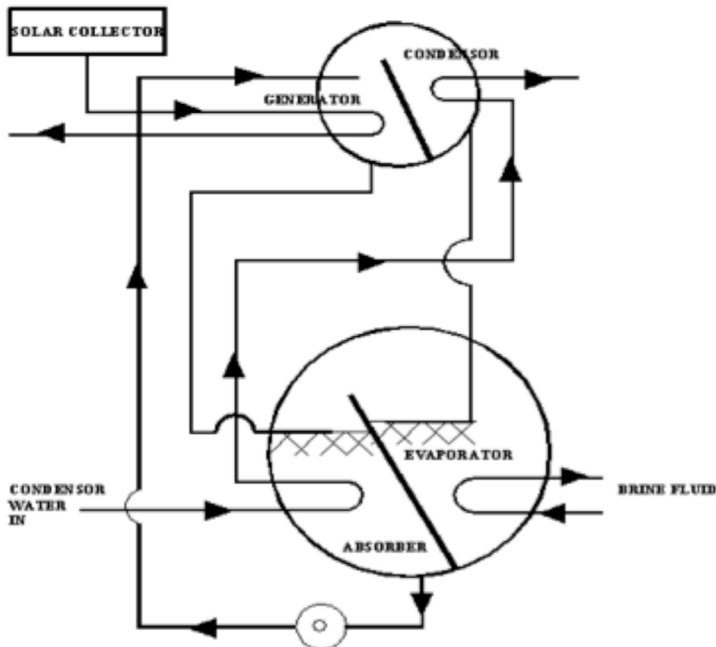 SOLAR COLLECTOR
CONDENSOR
GENERATOR
EVAPORATOR
CONDENSOR
WATER
IN
BRINE FLUID
ABSORBER